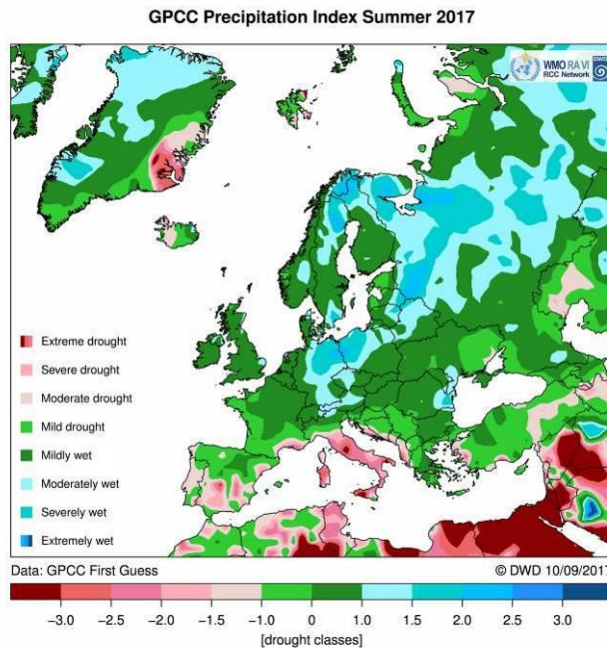 GPCC Precipitation Index Summer 2017
WMO RA VI
RCC Network
DWD
Extreme drought
Severe drought
Moderate drought
Mild drought
Mildly wet
Moderately wet
Severely wet
Extremely wet
Data: GPCC First Guess
© DWD 10/09/2017
−3.0 −2.5 −2.0 −1.5 −1.0 0 1.0 1.5 2.0 2.5 3.0
[drought classes]